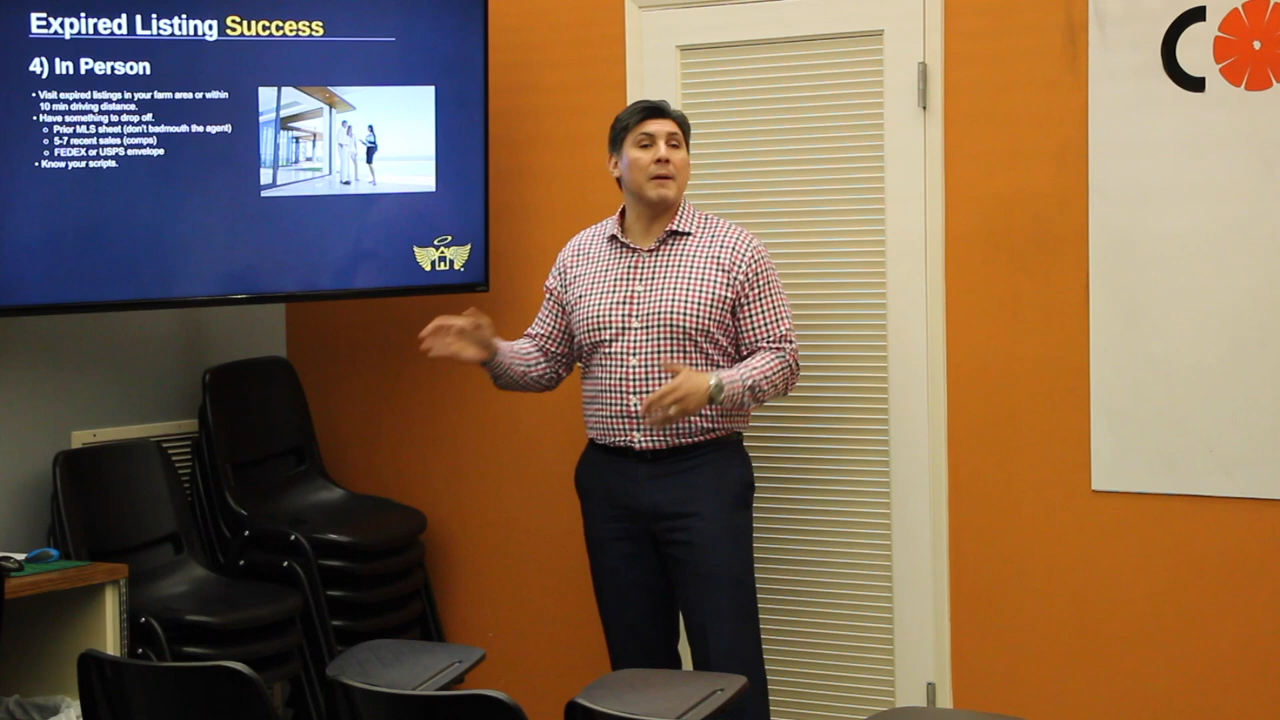 Expired Listing Success
4) In Person
• Visit expired listings in your farm area or within
10 min driving distance.
• Have something to drop off.
o Prior MLS sheet (don't badmouth the agent)
o 5-7 recent sales (comps)
o FEDEX or USPS envelope
• Know your scripts.
C